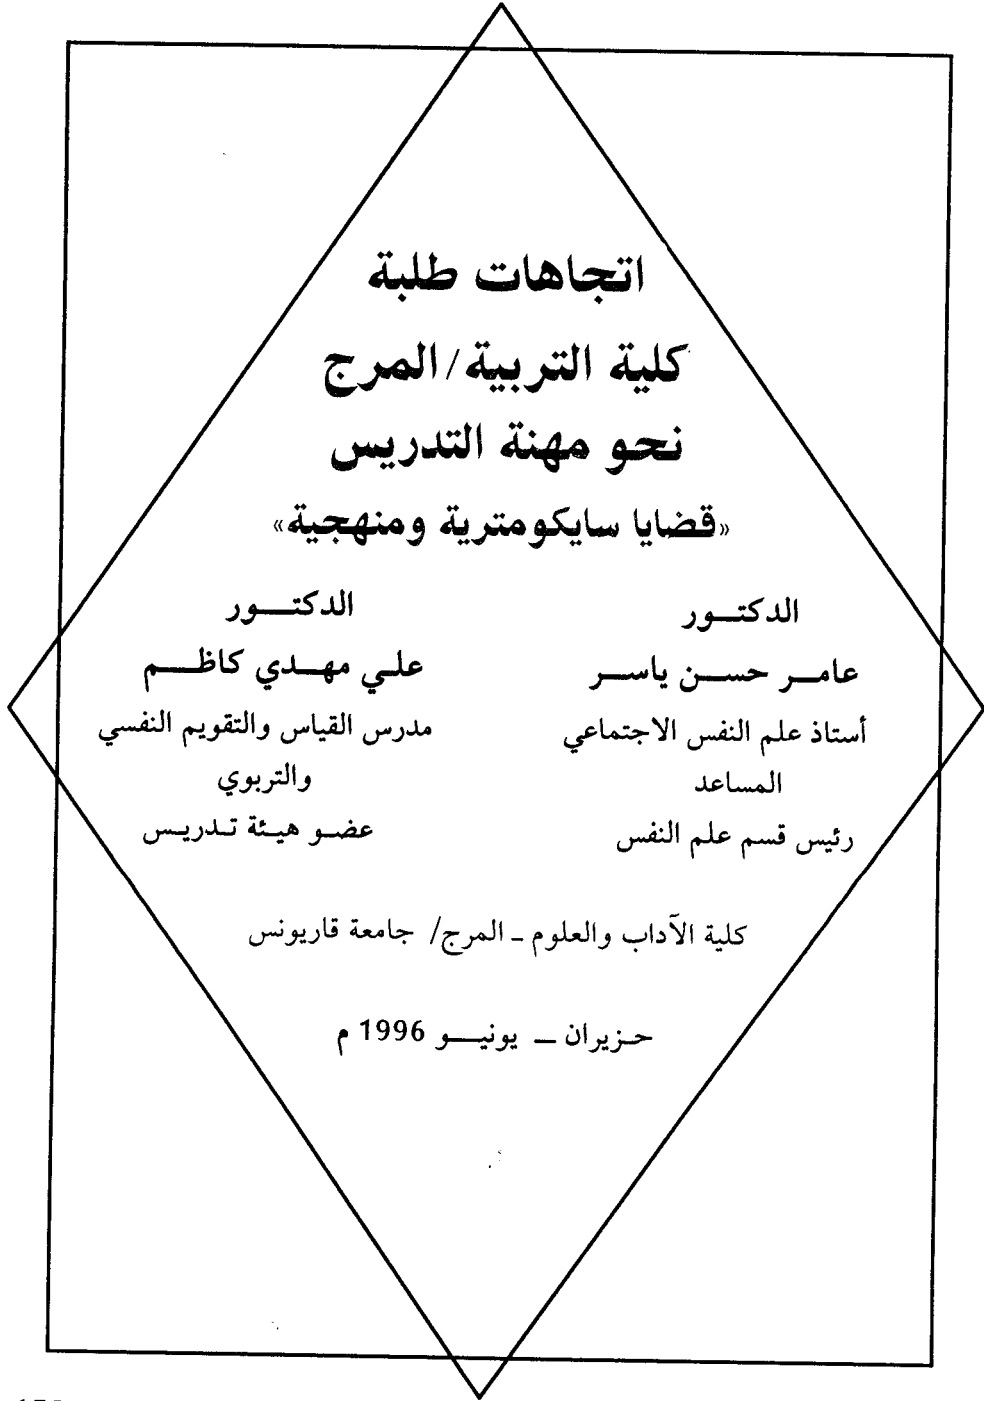 اتجاهات طلبة
كلية التربية/المرج
نحو مهنة التدريس
«قضايا سايكومترية ومنهجية»
الدكتـــور
عامـــر حســـن ياســـر
أستاذ علم النفس الاجتماعي
المساعد
رئيس قسم علم النفس
الدكتـــور
علـي مهـــدي كاظـــم
مدرس القياس والتقويم النفسي
والتربوي
عضـو هيـئة تـدريـس
كلية الآداب والعلوم ـ المرج/ جامعة قاريونس
حـزيران ــ يونيـــو 1996 م